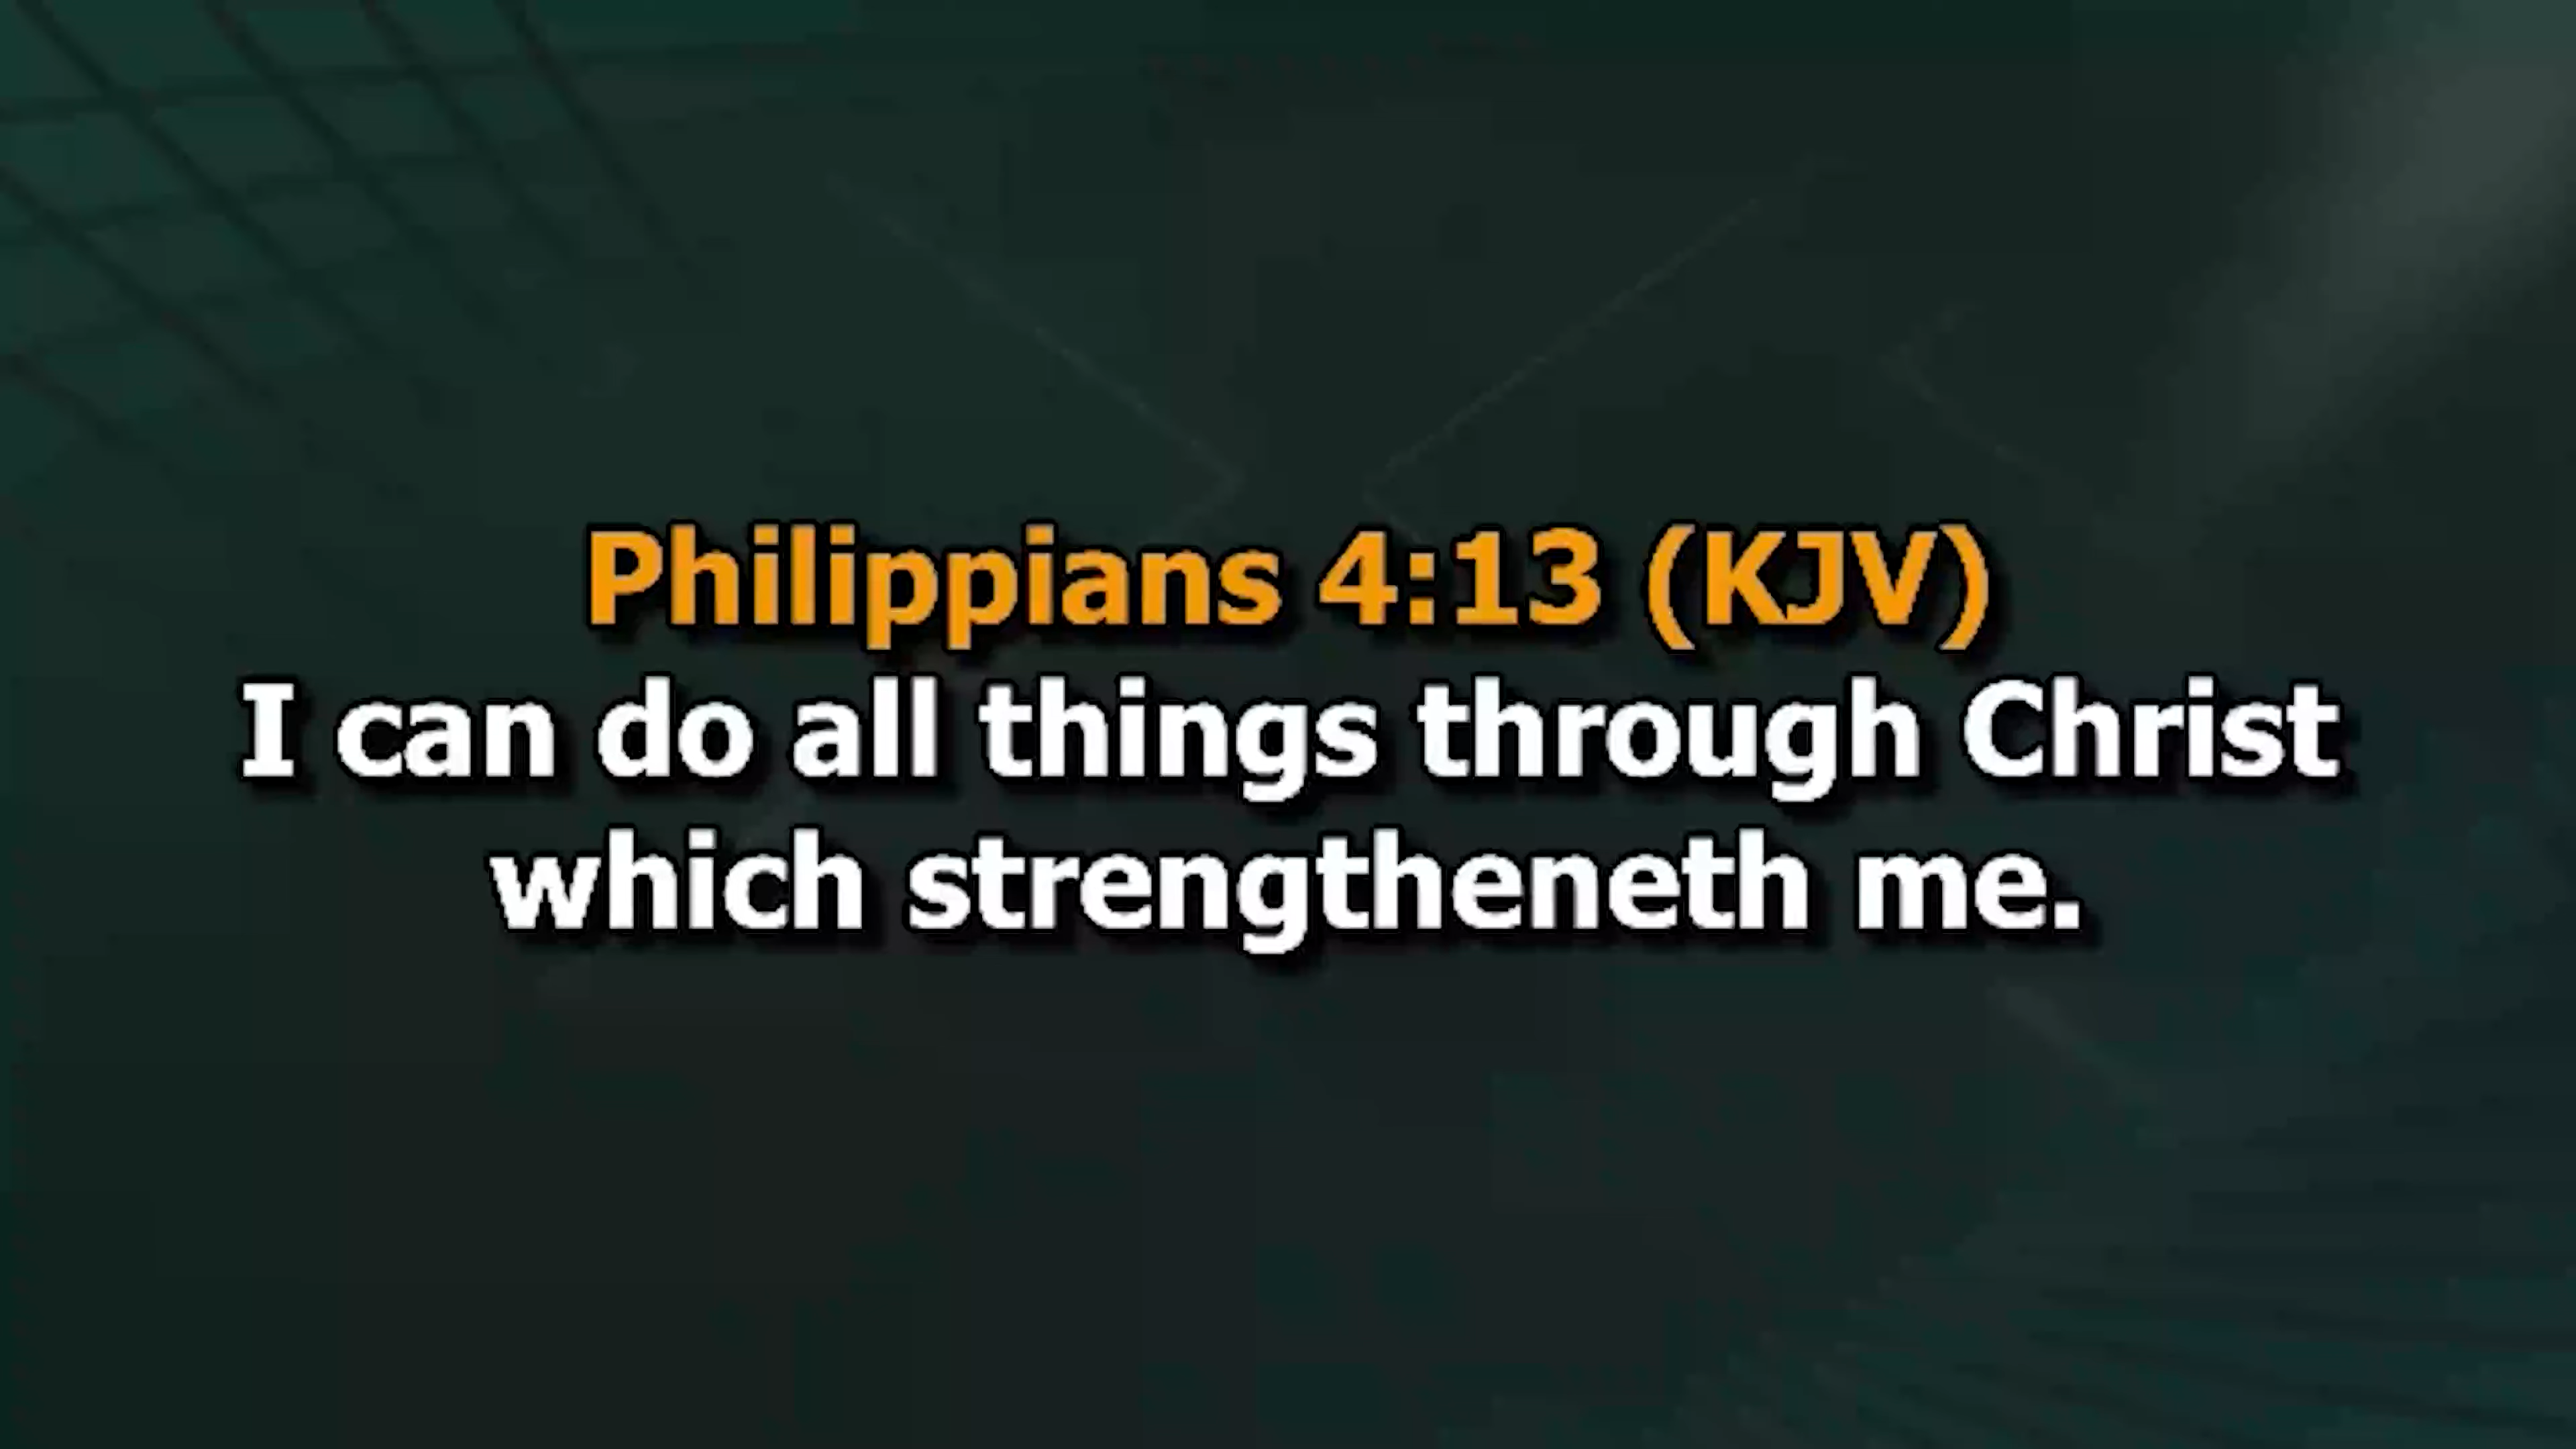 Philippians 4:13 (KJV)
I can do all things through Christ
which strengtheneth me.